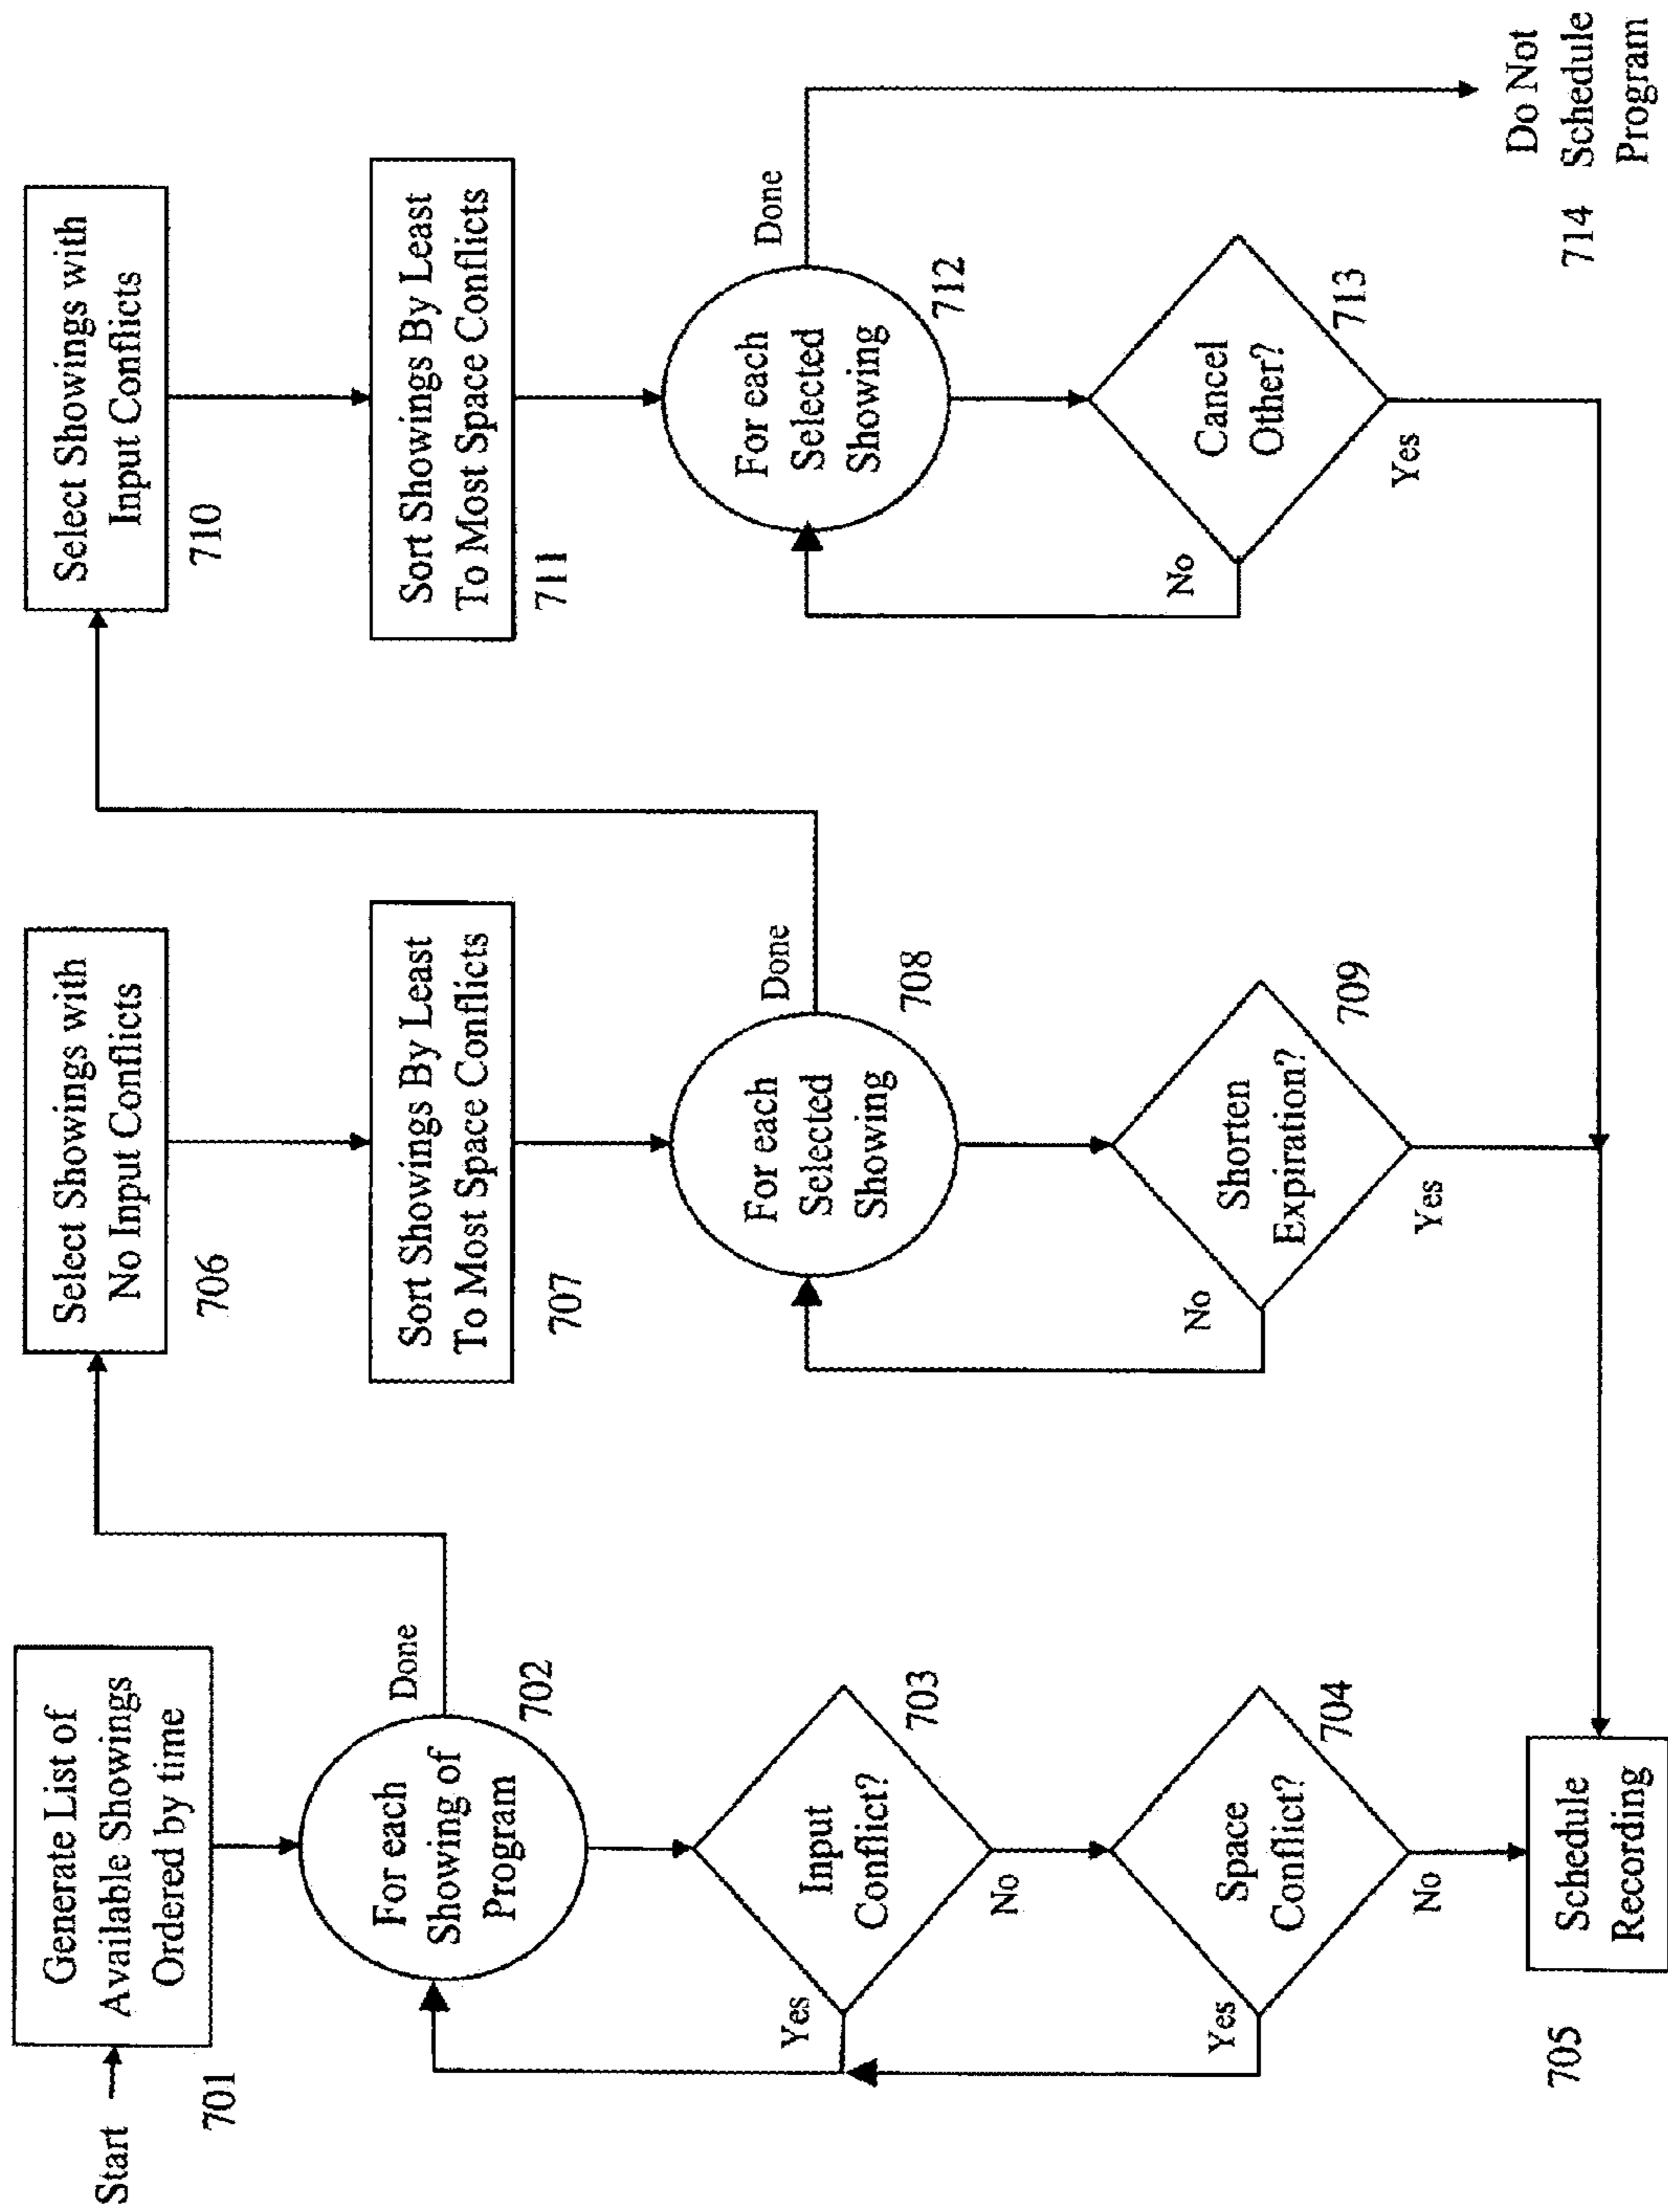 Start
Generate List of
Available Showings
Ordered by time
701
For each
Showing of
Program
702
Done
Input
Conflict?
703
Yes
No
Space
Conflict?
704
Yes
No
Schedule
Recording
705
Select Showings with
No Input Conflicts
706
Sort Showings By Least
To Most Space Conflicts
707
For each
Selected
Showing
708
Done
Shorten
Expiration?
709
No
Yes
Select Showings with
Input Conflicts
710
Sort Showings By Least
To Most Space Conflicts
711
For each
Selected
Showing
712
Done
Cancel
Other?
713
No
Yes
Do Not
714 Schedule
Program